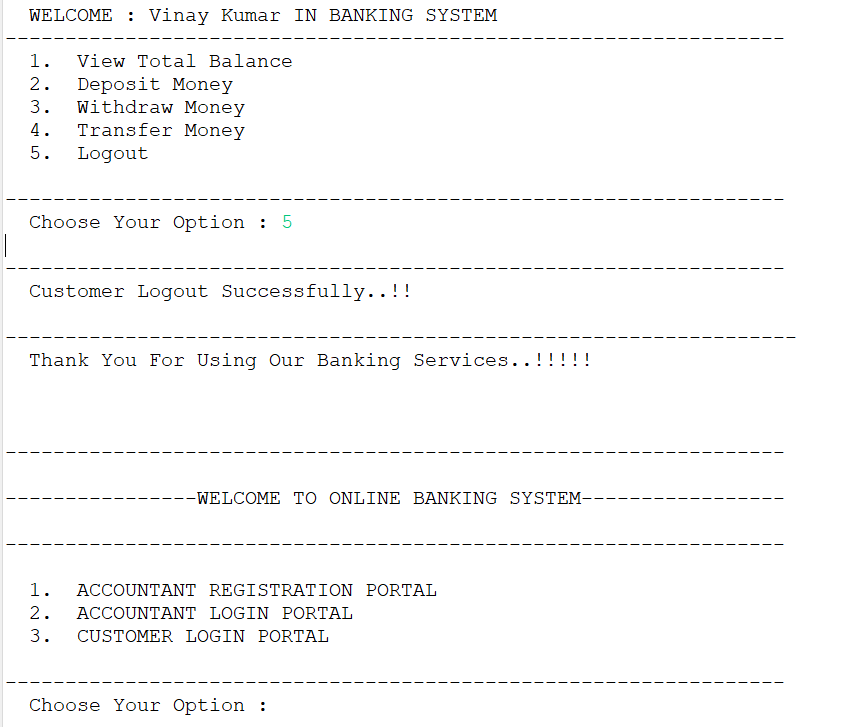 WELCOME : Vinay Kumar IN BANKING SYSTEM
-----------------------------------------------------------------
1.  View Total Balance
2.  Deposit Money
3.  Withdraw Money
4.  Transfer Money
5.  Logout
-----------------------------------------------------------------
Choose Your Option : 5
-----------------------------------------------------------------
Customer Logout Successfully..!!
------------------------------------------------------------------
Thank You For Using Our Banking Services..!!!!!
-----------------------------------------------------------------
----------------WELCOME TO ONLINE BANKING SYSTEM-----------------
-----------------------------------------------------------------
1.  ACCOUNTANT REGISTRATION PORTAL
2.  ACCOUNTANT LOGIN PORTAL
3.  CUSTOMER LOGIN PORTAL
-----------------------------------------------------------------
Choose Your Option :